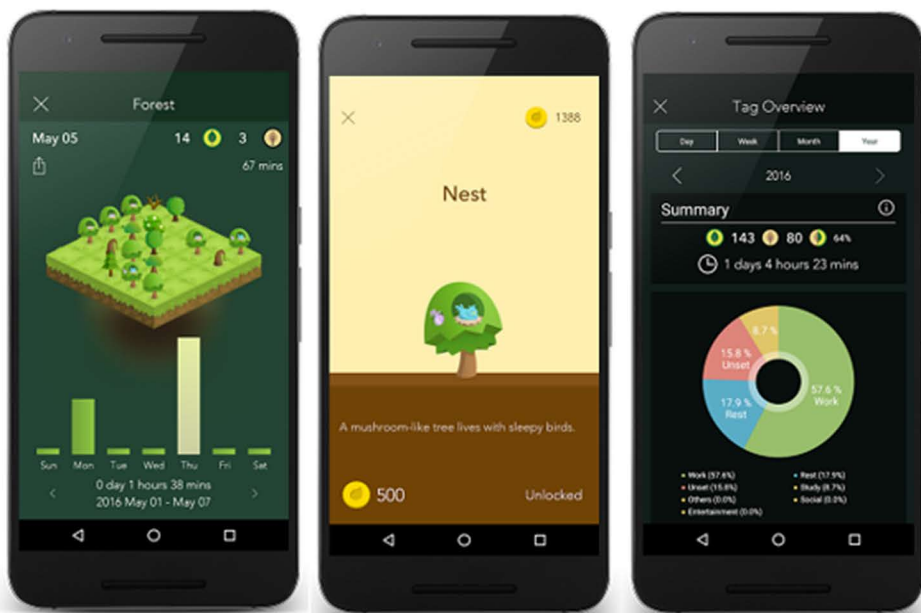 Forest
May 05 14 3
67 mins
Sun Mon Tue Wed Thu Fri Sat
0 day 1 hours 38 mins
2016 May 01 - May 07
1388
Nest
A mushroom-like tree lives with sleepy birds.
500 Unlocked
Tag Overview
Day Week Month Year
2016
Summary
143 80 64%
1 days 4 hours 23 mins
8.7 %
15.8 %
Unset
57.6 %
Work
17.9 %
Rest
Work (57.6%) Rest (17.9%)
Unset (15.8%) Study (8.7%)
Others (0.0%) Social (0.0%)
Entertainment (0.0%)